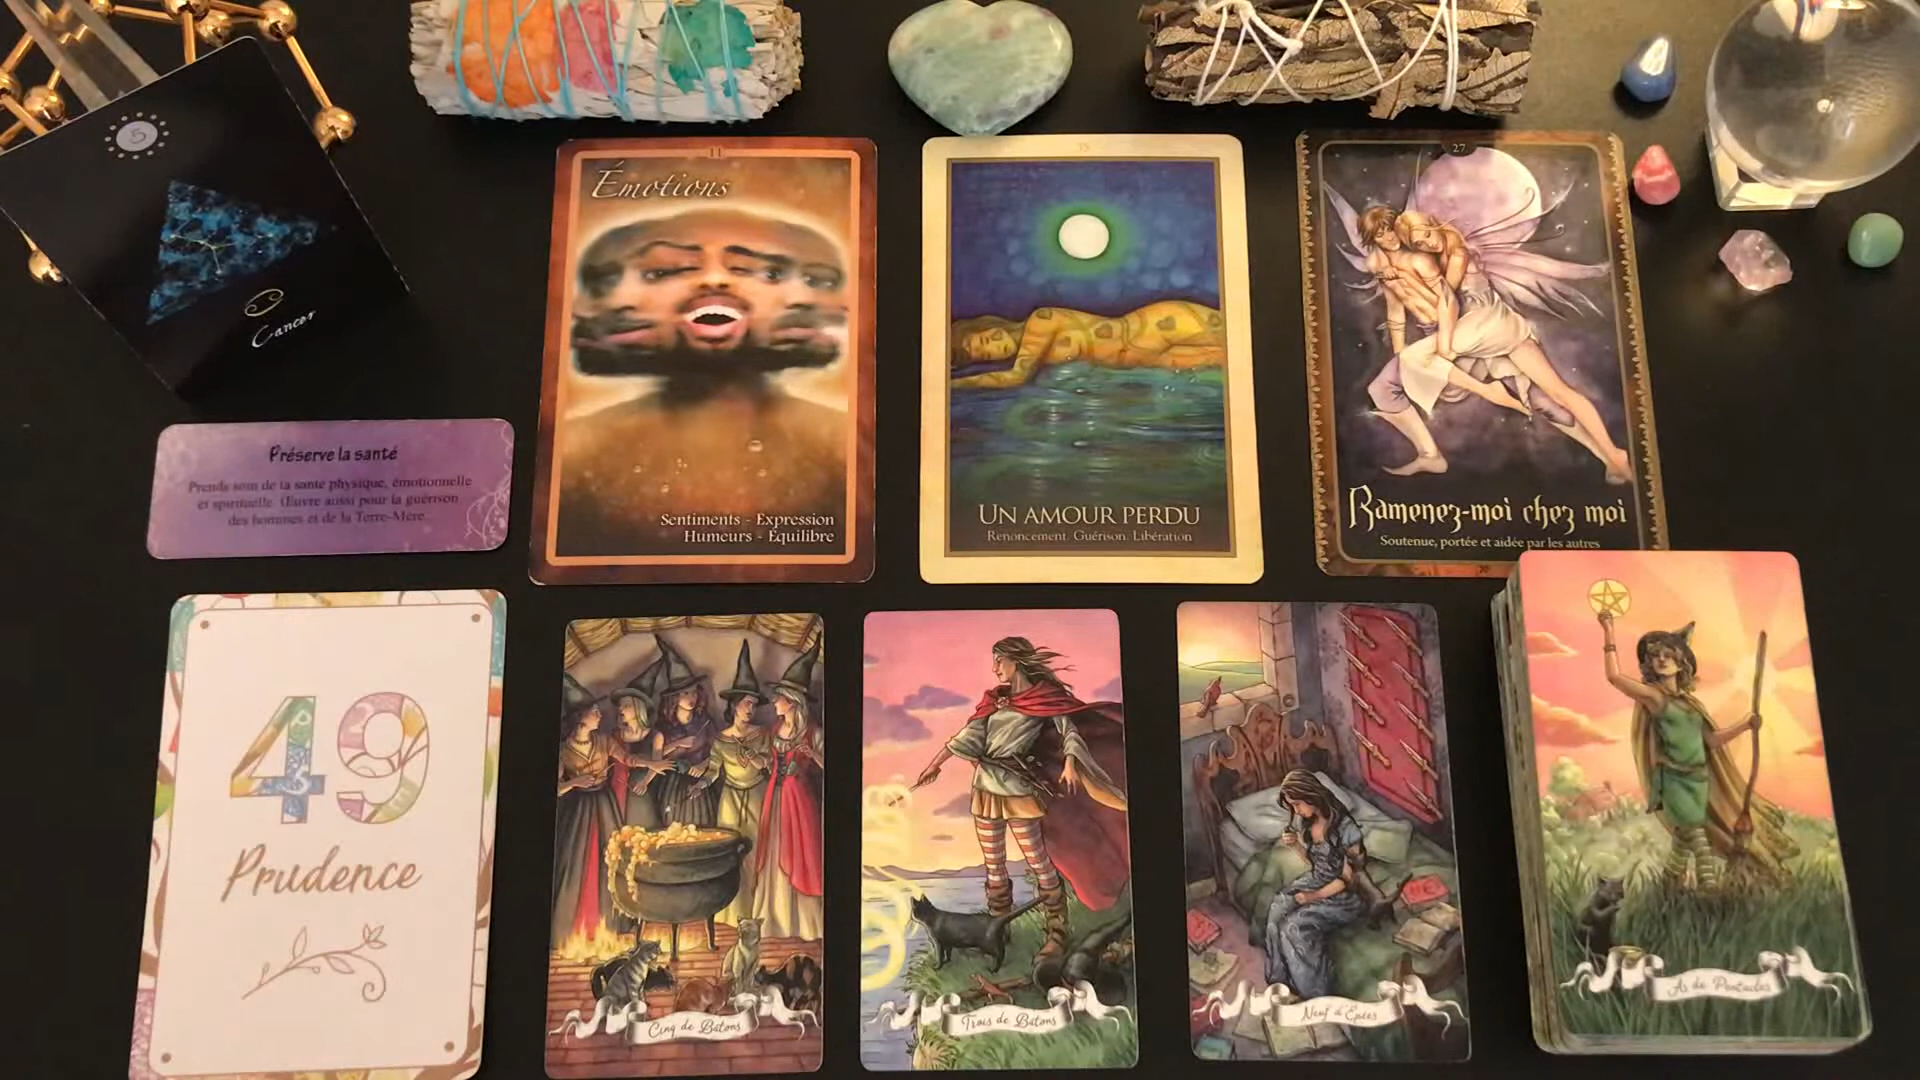 5
Cancer
Préserve la santé
Prends soin de ta santé physique, émotionnelle
et spirituelle. Œuvre aussi pour la guérison
des hommes et de la Terre-Mère.
11
Émotions
Sentiments - Expression
Humeurs - Équilibre
35
UN AMOUR PERDU
Renoncement. Guérison. Libération
27
Ramenez-moi chez moi
Soutenue, portée et aidée par les autres
49
Prudence
Cinq de Bâtons
Trois de Bâtons
Neuf d'Épées
As de Pentacles